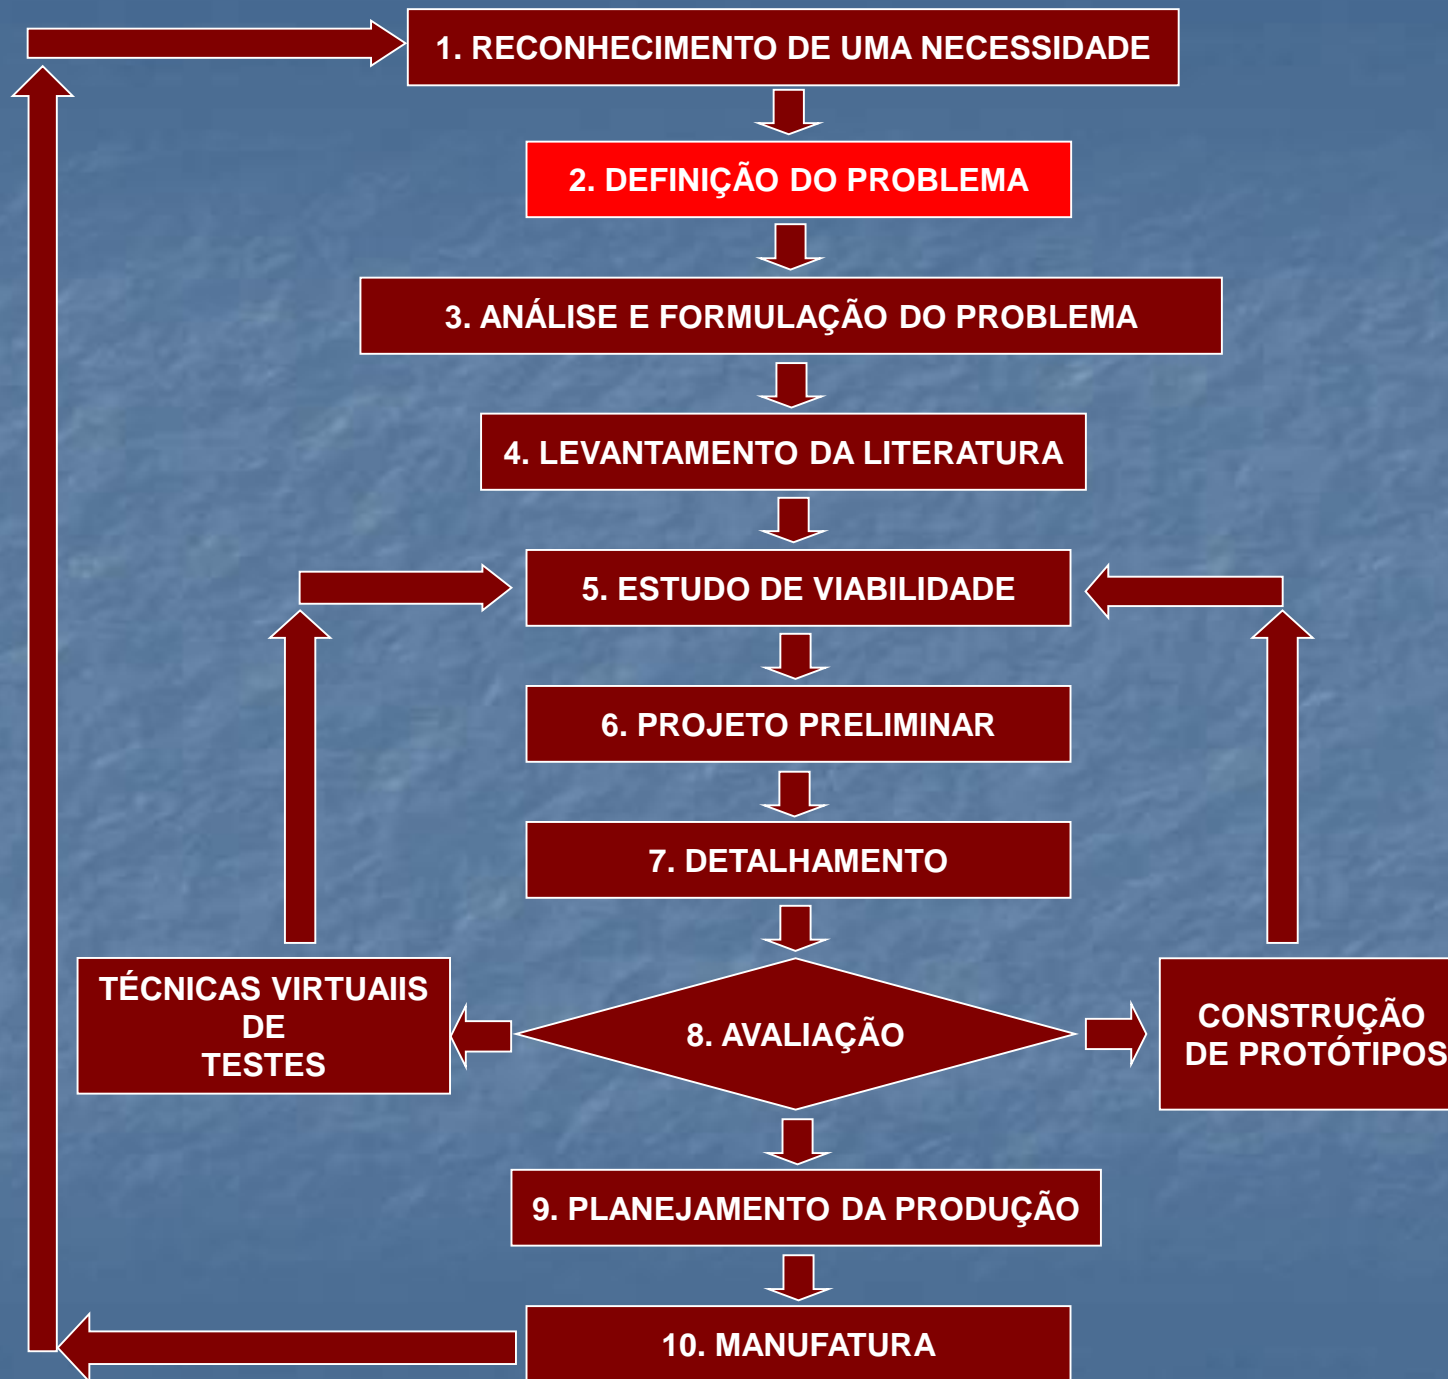 1. RECONHECIMENTO DE UMA NECESSIDADE
2. DEFINIÇÃO DO PROBLEMA
3. ANÁLISE E FORMULAÇÃO DO PROBLEMA
4. LEVANTAMENTO DA LITERATURA
5. ESTUDO DE VIABILIDADE
6. PROJETO PRELIMINAR
7. DETALHAMENTO
TÉCNICAS VIRTUAIIS
DE
TESTES
8. AVALIAÇÃO
CONSTRUÇÃO
DE PROTÓTIPOS
9. PLANEJAMENTO DA PRODUÇÃO
10. MANUFATURA